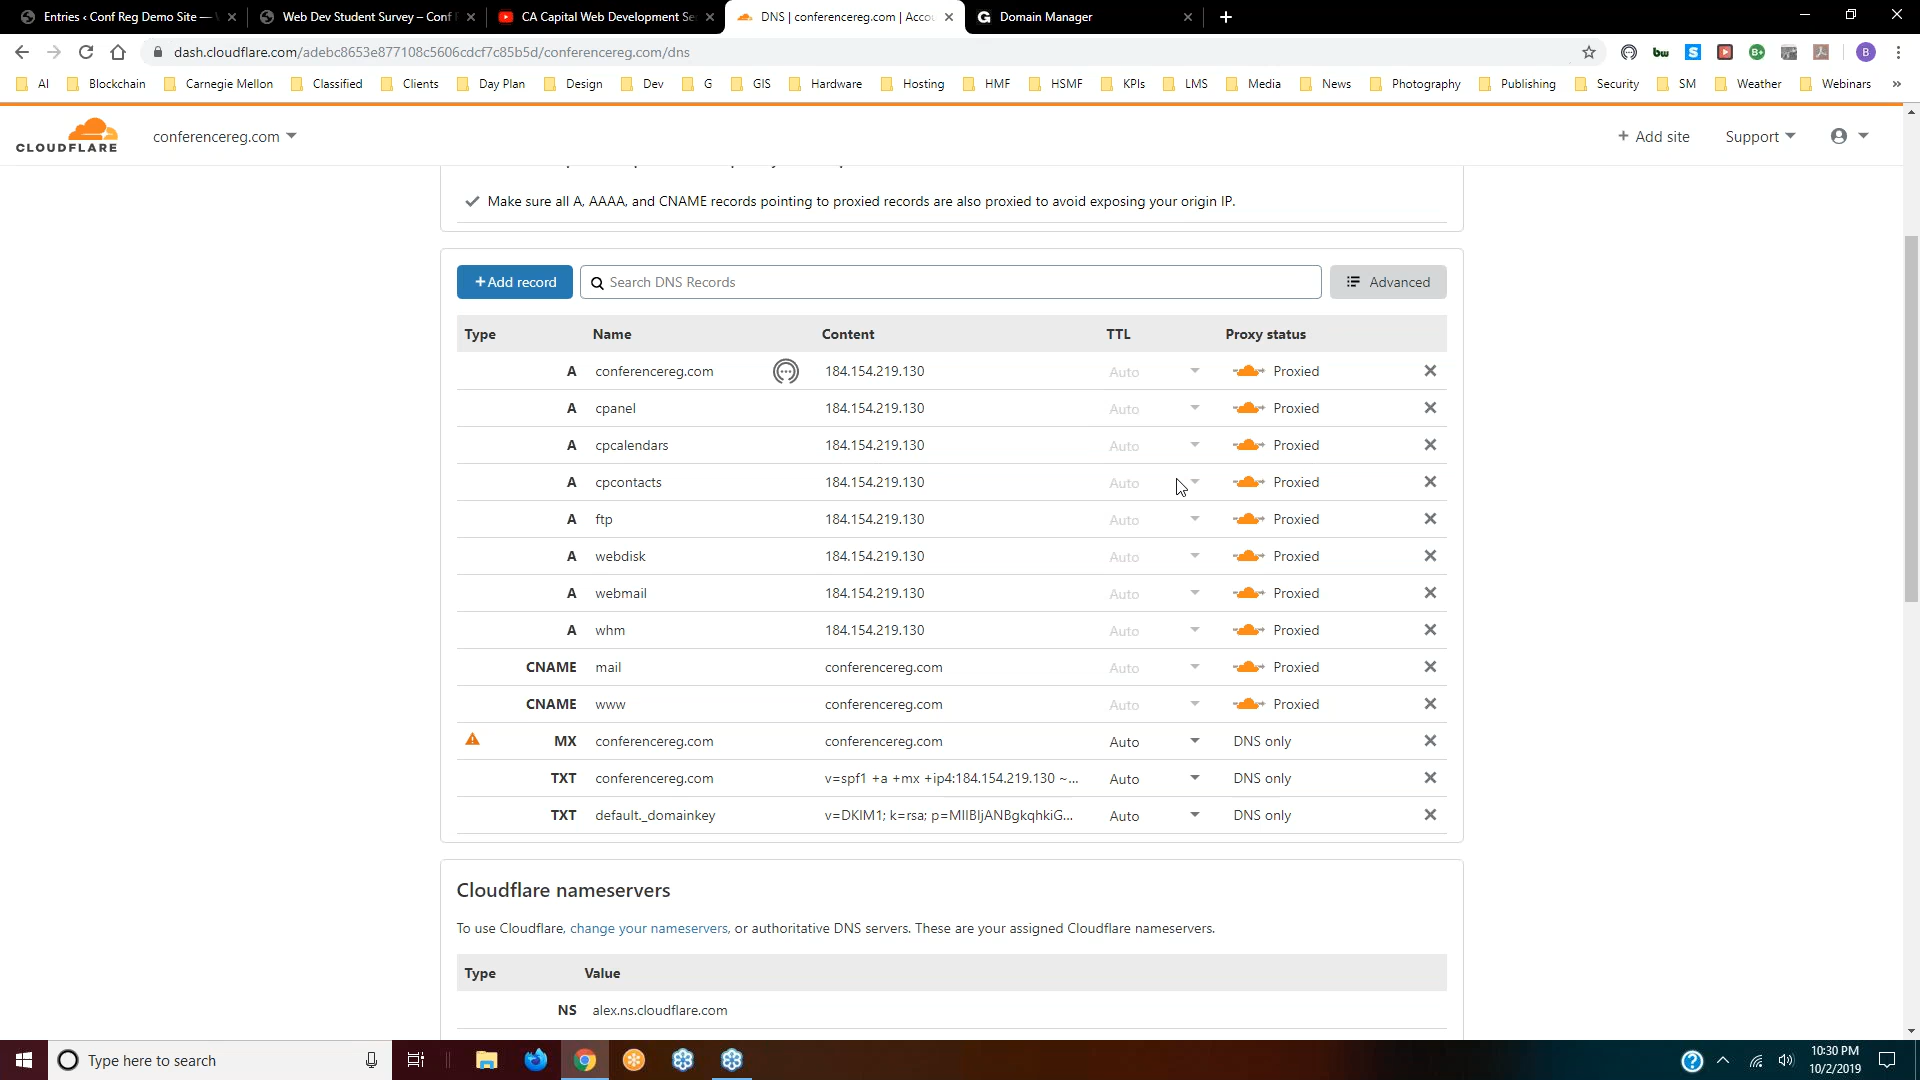 Entries ‹ Conf Reg Demo Site —
Web Dev Student Survey – Conf
CA Capital Web Development Se
DNS | conferencereg.com | Accou
Domain Manager
dash.cloudflare.com/adebc8653e877108c5606cdcf7c85b5d/conferencereg.com/dns
AI
Blockchain
Carnegie Mellon
Classified
Clients
Day Plan
Design
Dev
G
GIS
Hardware
Hosting
HMF
HSMF
KPIs
LMS
Media
News
Photography
Publishing
Security
SM
Weather
Webinars
»
CLOUDFLARE
conferencereg.com
+ Add site
Support
Make sure all A, AAAA, and CNAME records pointing to proxied records are also proxied to avoid exposing your origin IP.
+Add record
Search DNS Records
Advanced
Type Name Content TTL Proxy status
A conferencereg.com 184.154.219.130 Auto Proxied
A cpanel 184.154.219.130 Auto Proxied
A cpcalendars 184.154.219.130 Auto Proxied
A cpcontacts 184.154.219.130 Auto Proxied
A ftp 184.154.219.130 Auto Proxied
A webdisk 184.154.219.130 Auto Proxied
A webmail 184.154.219.130 Auto Proxied
A whm 184.154.219.130 Auto Proxied
CNAME mail conferencereg.com Auto Proxied
CNAME www conferencereg.com Auto Proxied
MX conferencereg.com conferencereg.com Auto DNS only
TXT conferencereg.com v=spf1 +a +mx +ip4:184.154.219.130 ~... Auto DNS only
TXT default._domainkey v=DKIM1; k=rsa; p=MIIBIjANBgkqhkiG... Auto DNS only
Cloudflare nameservers
To use Cloudflare, change your nameservers, or authoritative DNS servers. These are your assigned Cloudflare nameservers.
Type Value
NS alex.ns.cloudflare.com
Type here to search
10:30 PM
10/2/2019